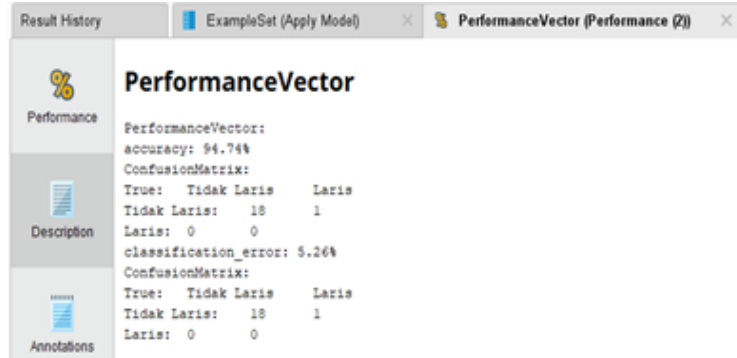 Result History
ExampleSet (Apply Model)
PerformanceVector (Performance (2))
Performance
Description
Annotations
PerformanceVector
PerformanceVector:
accuracy: 94.74%
ConfusionMatrix:
True: Tidak Laris Laris
Tidak Laris: 18 1
Laris: 0 0
classification_error: 5.26%
ConfusionMatrix:
True: Tidak Laris Laris
Tidak Laris: 18 1
Laris: 0 0